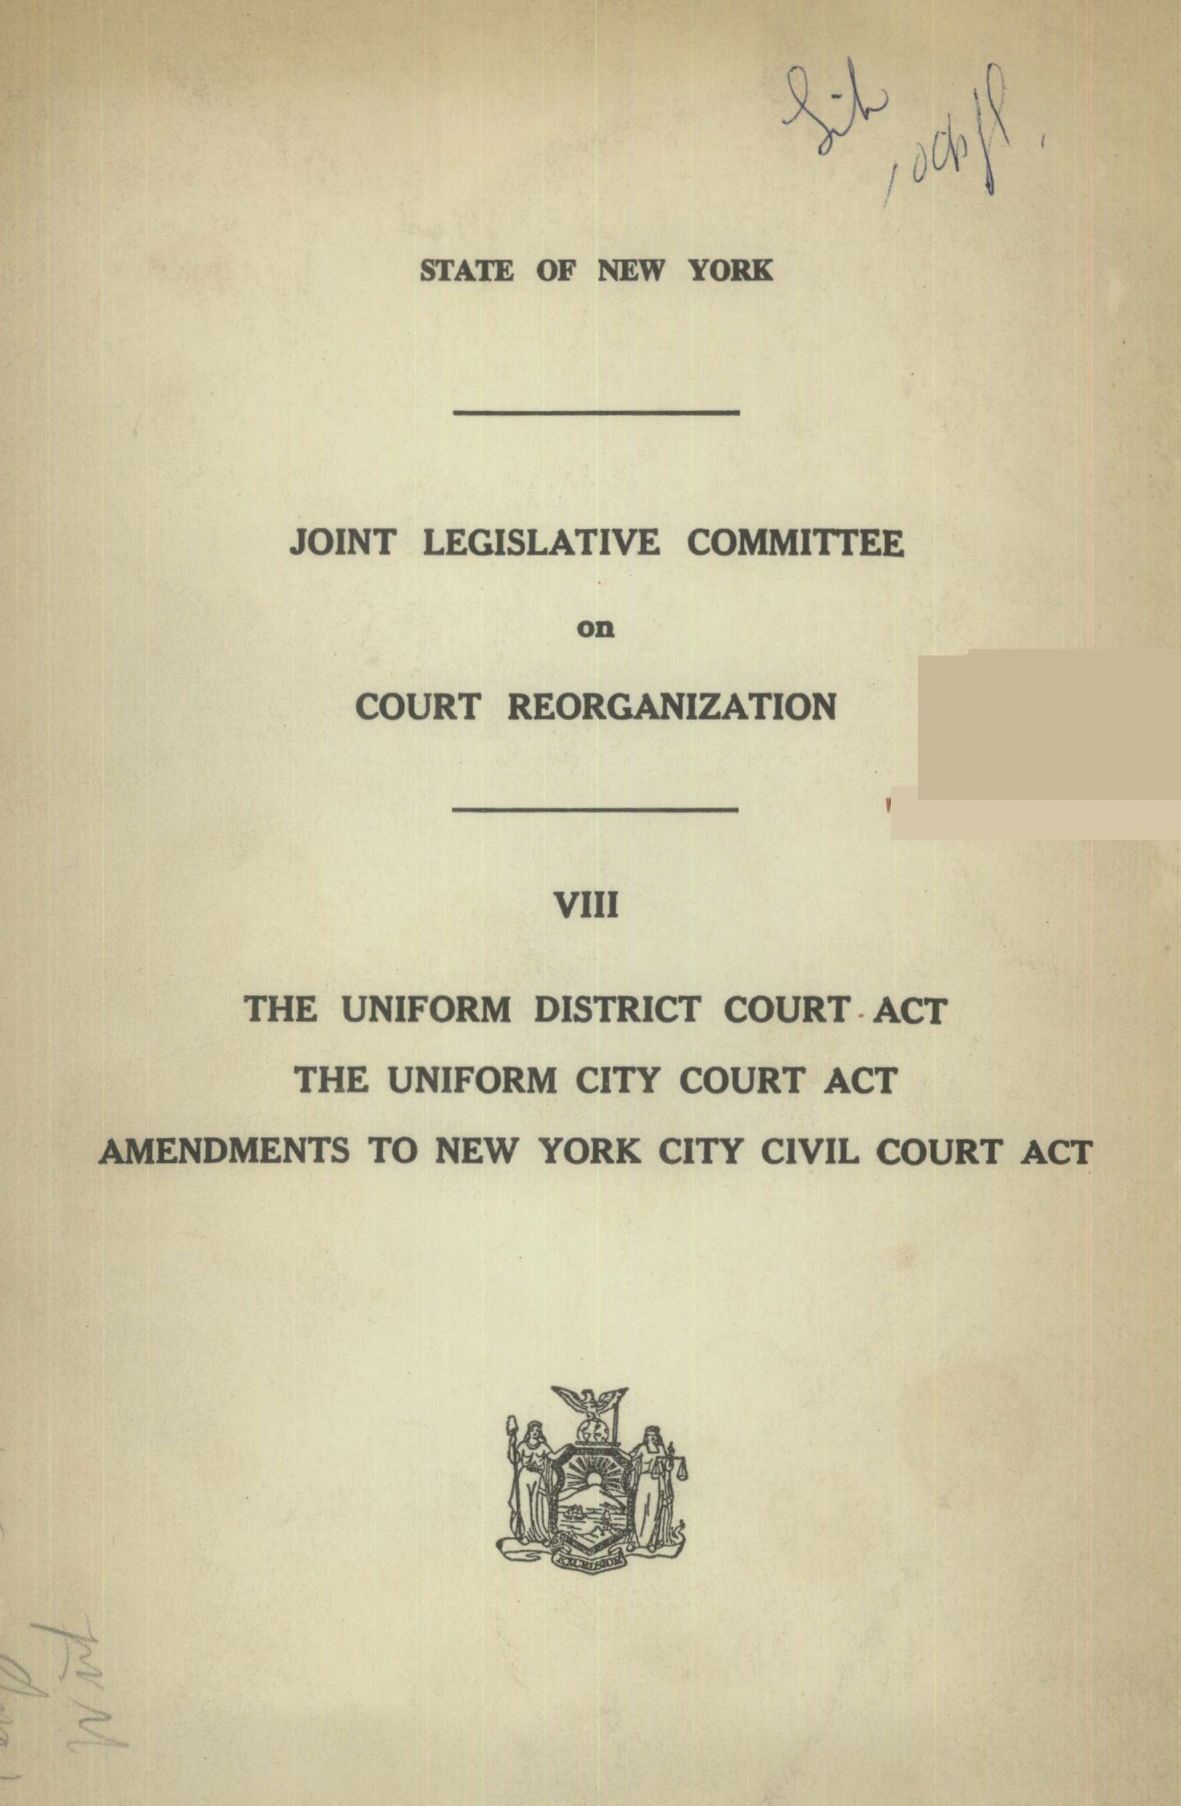 STATE OF NEW YORK
JOINT LEGISLATIVE COMMITTEE
on
COURT REORGANIZATION
VIII
THE UNIFORM DISTRICT COURT ACT
THE UNIFORM CITY COURT ACT
AMENDMENTS TO NEW YORK CITY CIVIL COURT ACT
EXCELSIOR